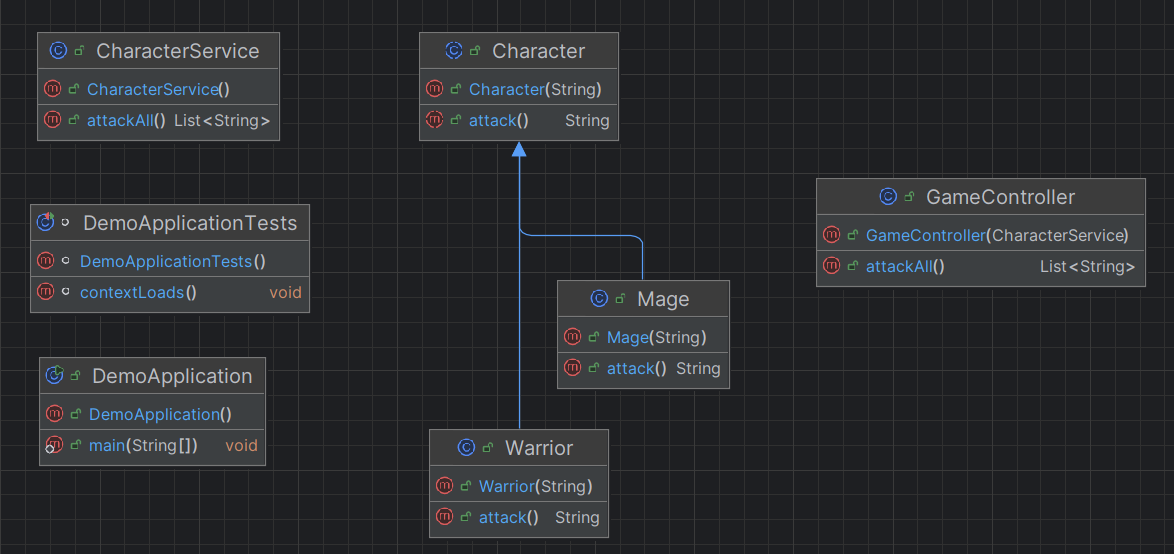 CharacterService
CharacterService()
attackAll() List<String>
Character
Character(String)
attack() String
DemoApplicationTests
DemoApplicationTests()
contextLoads() void
GameController
GameController(CharacterService)
attackAll() List<String>
Mage
Mage(String)
attack() String
DemoApplication
DemoApplication()
main(String[]) void
Warrior
Warrior(String)
attack() String